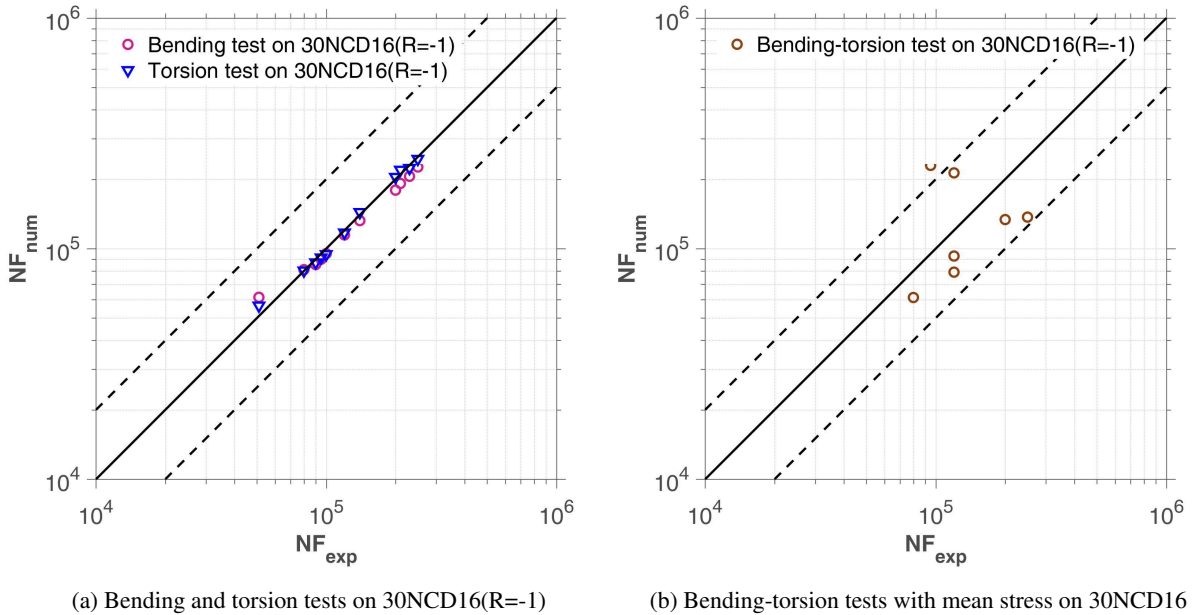 10^6
Bending test on 30NCD16(R=-1)
Torsion test on 30NCD16(R=-1)
NF_num
10^5
10^4
10^4
10^5
10^6
NF_exp
(a) Bending and torsion tests on 30NCD16(R=-1)
10^6
Bending-torsion test on 30NCD16(R=-1)
NF_num
10^5
10^4
10^4
10^5
10^6
NF_exp
(b) Bending-torsion tests with mean stress on 30NCD16